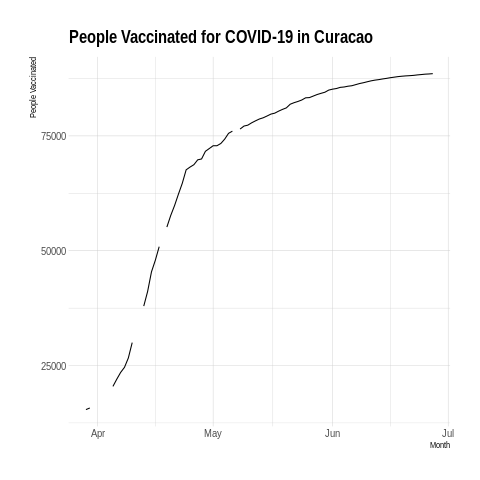 People Vaccinated for COVID-19 in Curacao
People Vaccinated
75000
50000
25000
Apr May Jun Jul
Month